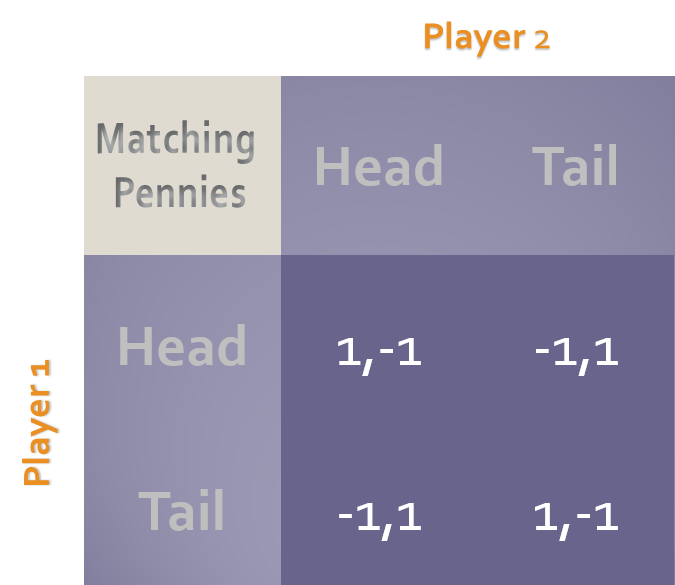 Player 2
Matching
Pennies
Head Tail
Player 1
Head 1,-1 -1,1
Tail -1,1 1,-1